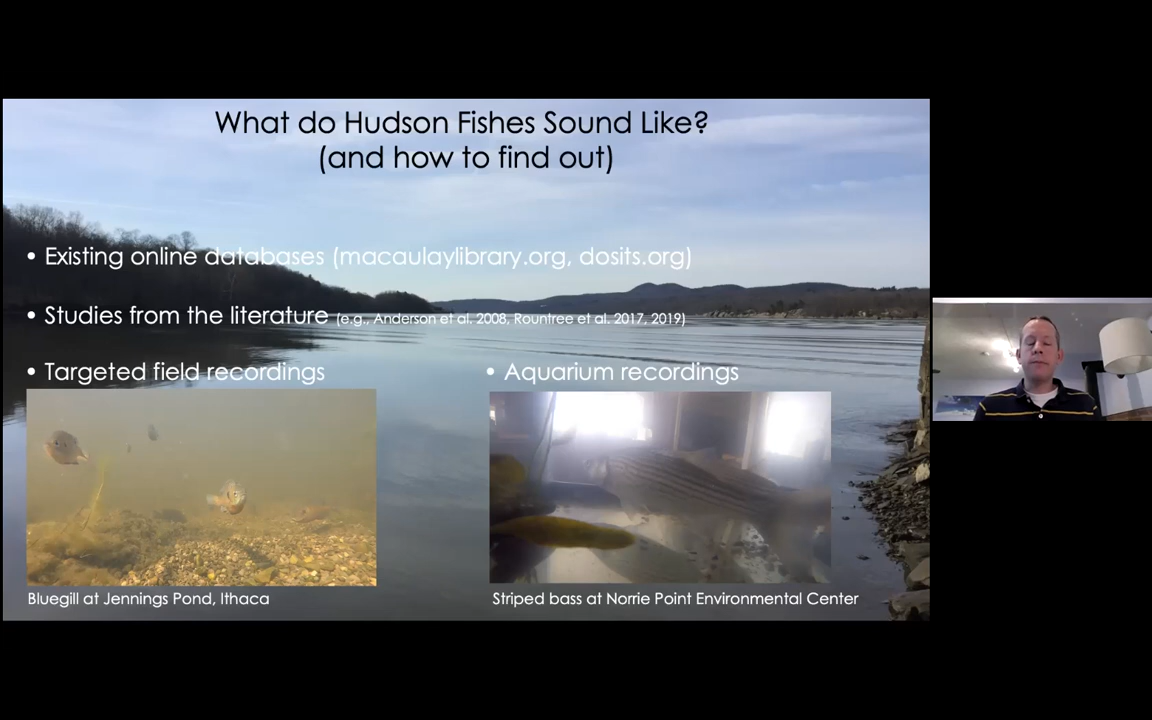 What do Hudson Fishes Sound Like?
(and how to find out)
• Existing online databases (macaulaylibrary.org, dosits.org)
• Studies from the literature (e.g., Anderson et al. 2008, Rountree et al. 2017, 2019)
• Targeted field recordings
• Aquarium recordings
Bluegill at Jennings Pond, Ithaca
Striped bass at Norrie Point Environmental Center